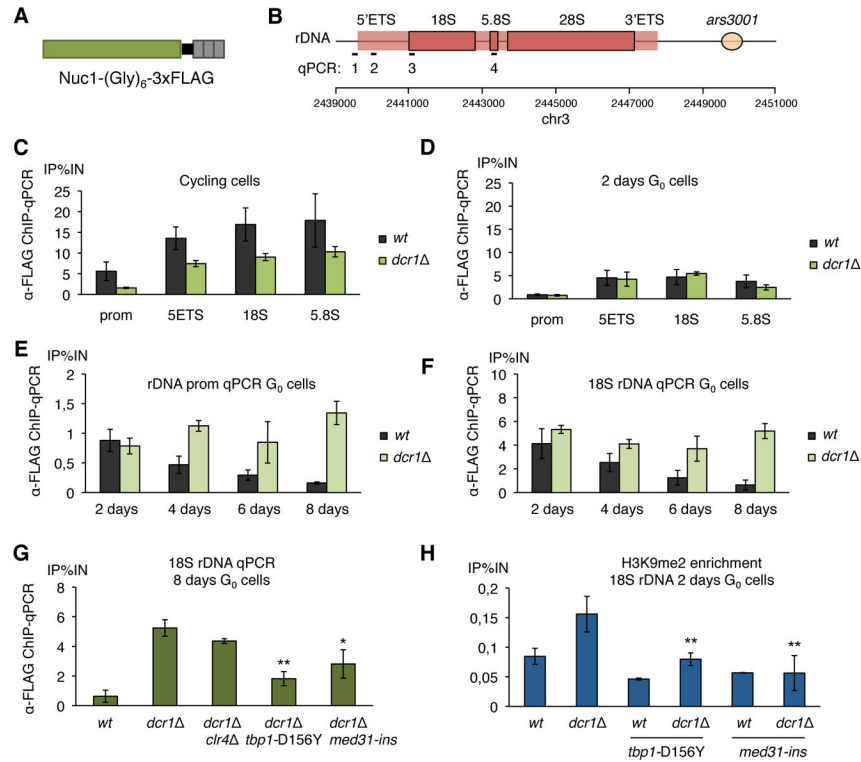 A
Nuc1-(Gly)6-3xFLAG
B
5'ETS 18S 5.8S 28S 3'ETS ars3001
rDNA
qPCR: 1 2 3 4
2439000 2441000 2443000 2445000 2447000 2449000 2451000
chr3
C
IP%IN
Cycling cells
α-FLAG ChIP-qPCR
25
20
15
10
5
0
prom 5ETS 18S 5.8S
wt
dcr1Δ
D
IP%IN
2 days G0 cells
α-FLAG ChIP-qPCR
25
20
15
10
5
0
prom 5ETS 18S 5.8S
wt
dcr1Δ
E
IP%IN
rDNA prom qPCR G0 cells
α-FLAG ChIP-qPCR
2
1,5
1
0,5
0
2 days 4 days 6 days 8 days
wt
dcr1Δ
F
IP%IN
18S rDNA qPCR G0 cells
α-FLAG ChIP-qPCR
10
8
6
4
2
0
2 days 4 days 6 days 8 days
wt
dcr1Δ
G
IP%IN
18S rDNA qPCR
8 days G0 cells
α-FLAG ChIP-qPCR
8
6
4
2
0
** *
wt dcr1Δ dcr1Δ dcr1Δ dcr1Δ
clr4Δ tbp1-D156Y med31-ins
H
IP%IN
H3K9me2 enrichment
18S rDNA 2 days G0 cells
0,2
0,15
0,1
0,05
0
** **
wt dcr1Δ wt dcr1Δ wt dcr1Δ
tbp1-D156Y med31-ins